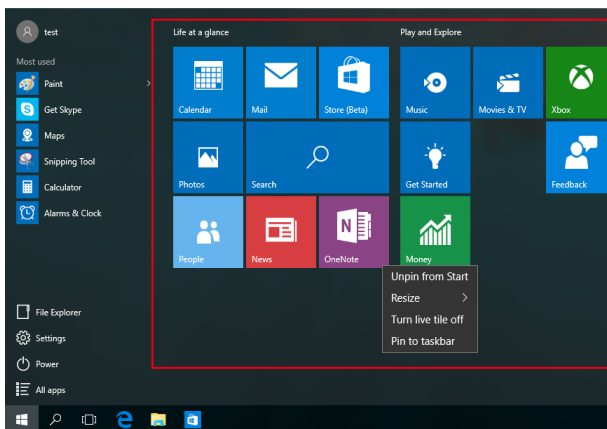 test
Most used
Paint
Get Skype
Maps
Snipping Tool
Calculator
Alarms & Clock
File Explorer
Settings
Power
All apps
Life at a glance
Calendar
Mail
Store (Beta)
Photos
Search
People
News
N
OneNote
Play and Explore
Music
Movies & TV
Xbox
Get Started
Feedback
Money
Unpin from Start
Resize
Turn live tile off
Pin to taskbar